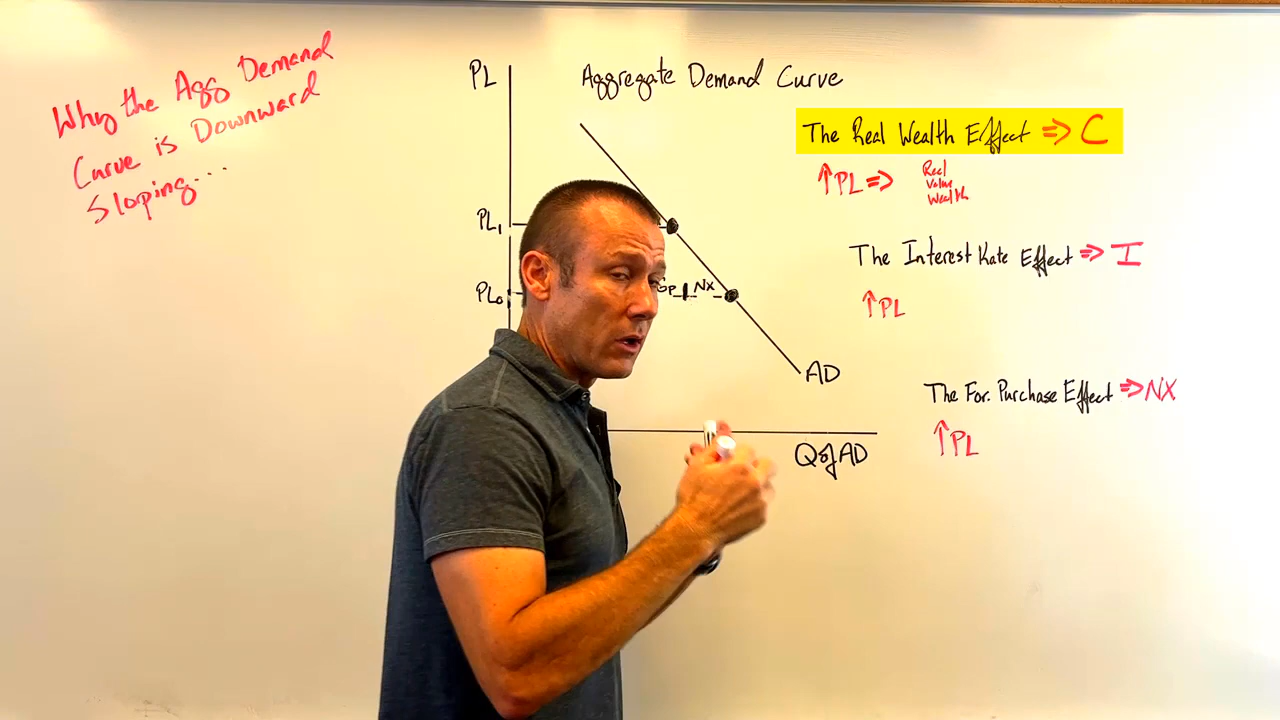 Why the Agg Demand
Curve is Downward
Sloping...
PL
Aggregate Demand Curve
PL1
PL0
NX
AD
Q of AD
The Real Wealth Effect ⇒ C
↑PL ⇒
Real
Value
Wealth
The Interest Rate Effect ⇒ I
↑PL
The For. Purchase Effect ⇒ NX
↑PL